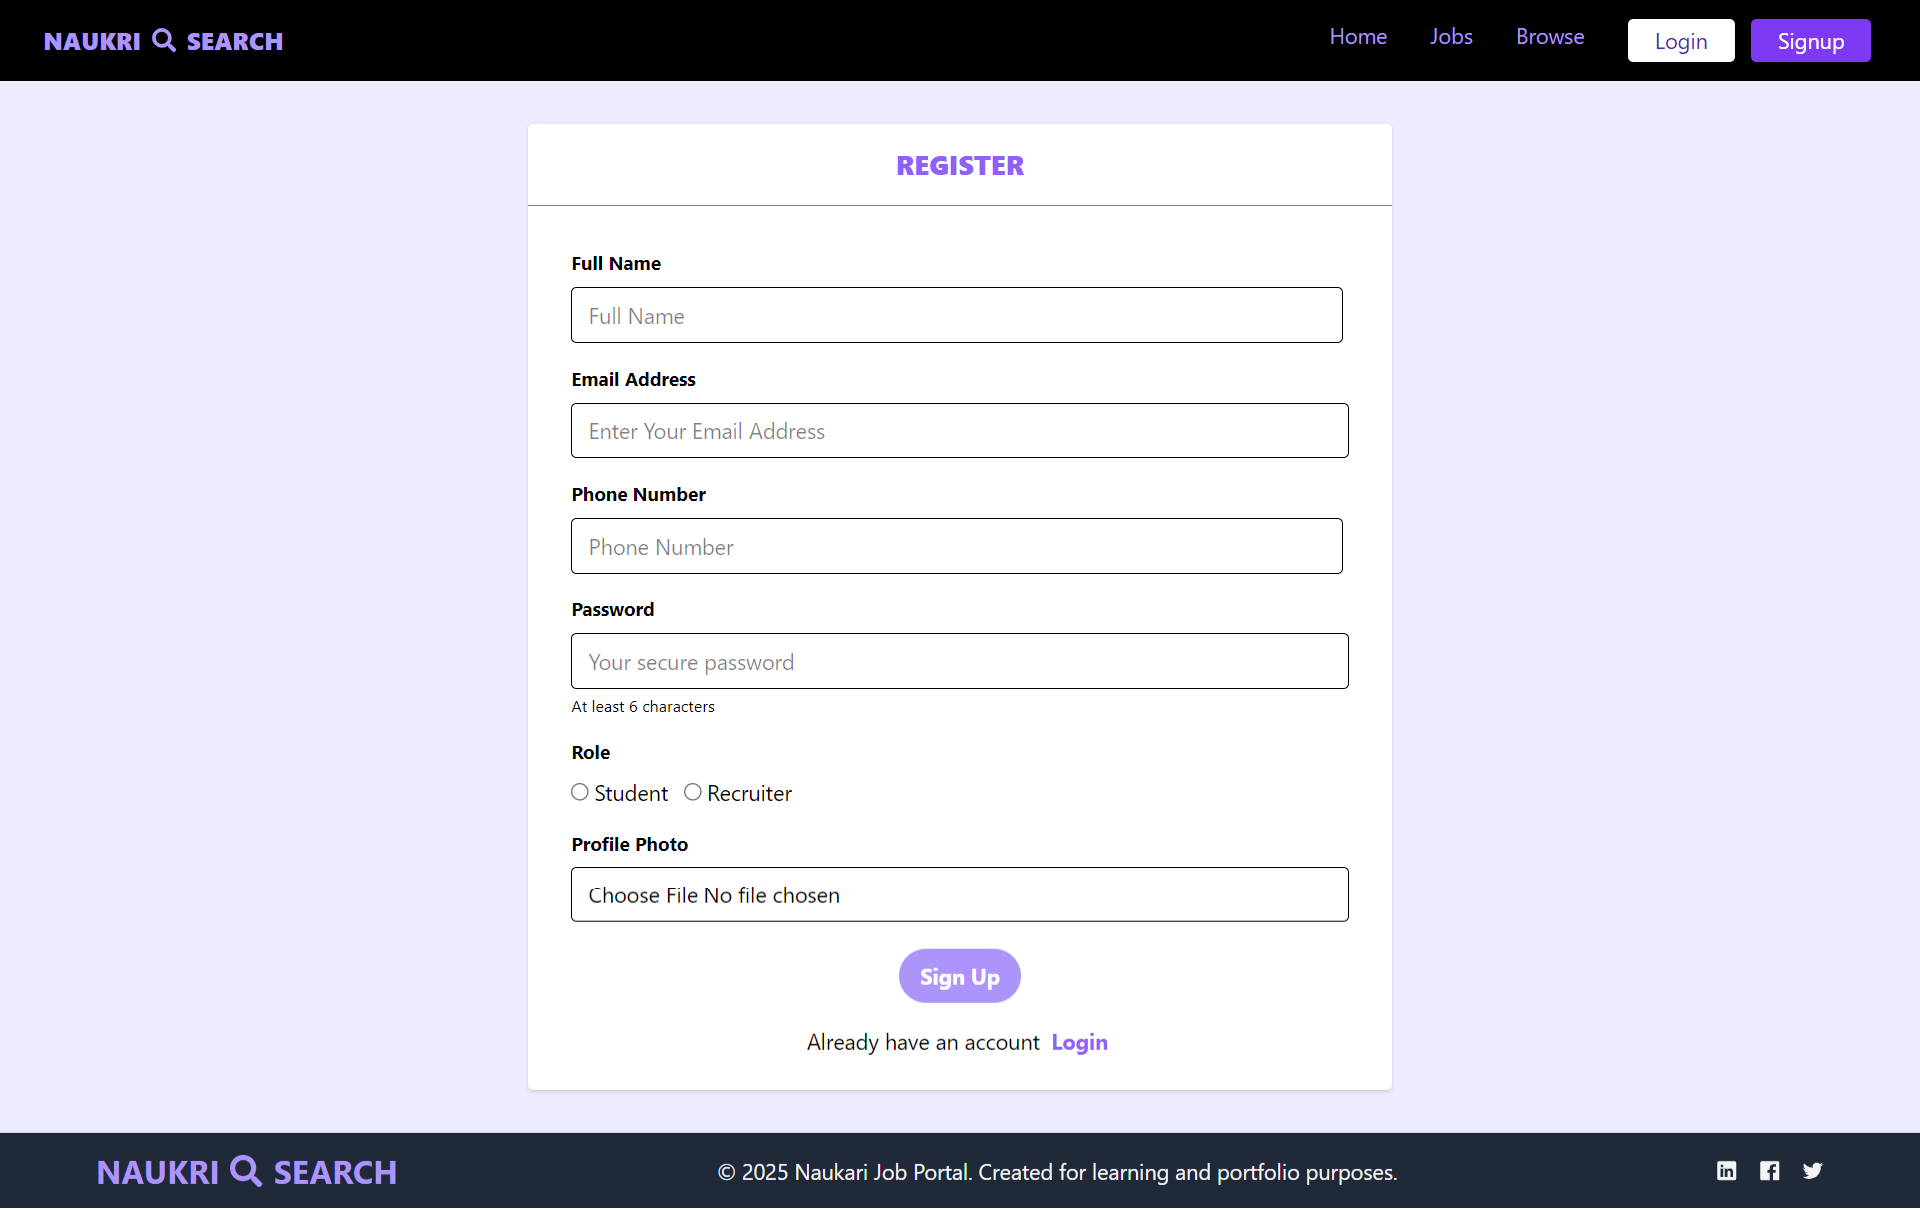 NAUKRI SEARCH
Home Jobs Browse Login Signup
REGISTER
Full Name
Full Name
Email Address
Enter Your Email Address
Phone Number
Phone Number
Password
Your secure password
At least 6 characters
Role
Student Recruiter
Profile Photo
Choose File No file chosen
Sign Up
Already have an account Login
NAUKRI SEARCH
© 2025 Naukari Job Portal. Created for learning and portfolio purposes.